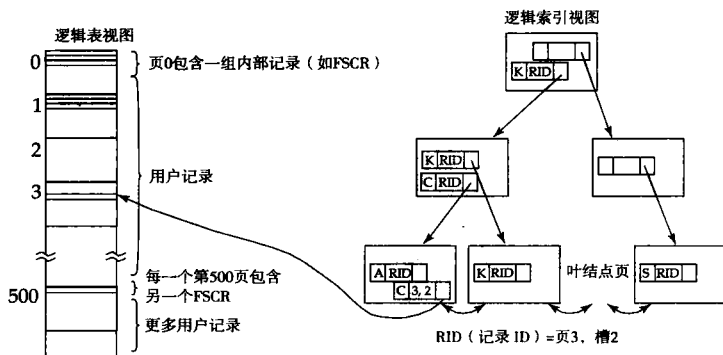 逻辑表视图
0
页0包含一组内部记录（如FSCR）
1
2
用户记录
3
每一个第500页包含
500
另一个FSCR
更多用户记录
逻辑索引视图
K RID
K RID
C RID
A RID
C 3, 2
K RID
叶结点页
S RID
RID（记录 ID）=页3、槽2